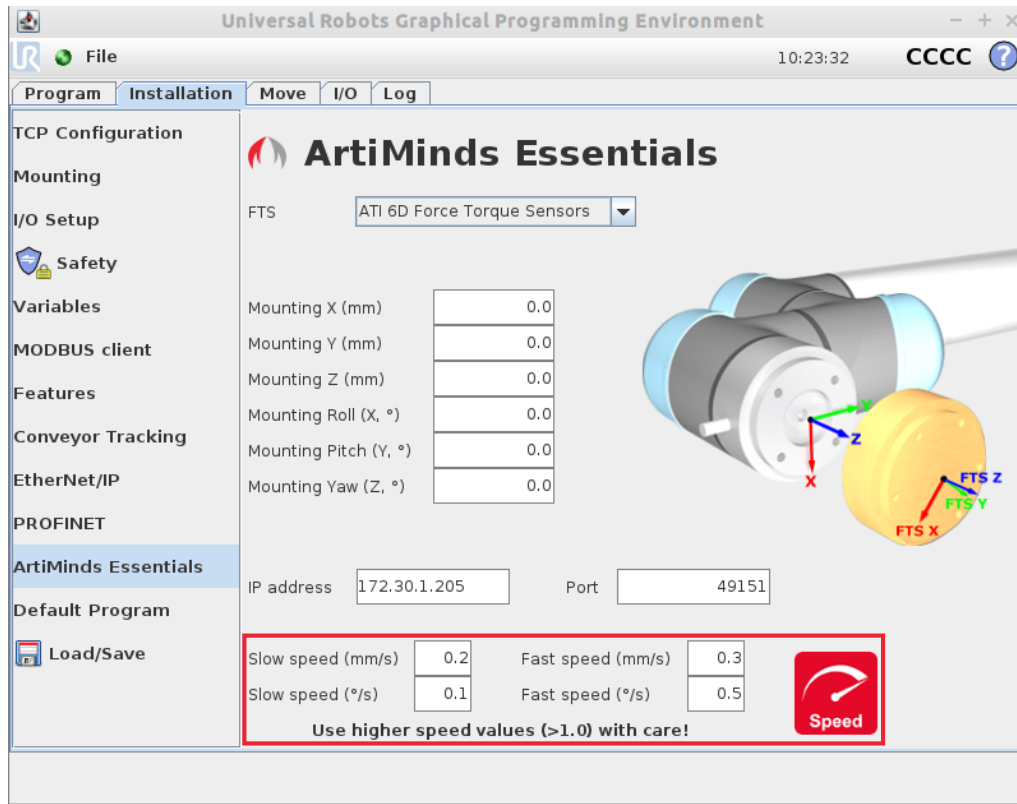 Universal Robots Graphical Programming Environment
UR File 10:23:32 CCCC ?
Program Installation Move I/O Log
TCP Configuration
Mounting
I/O Setup
Safety
Variables
MODBUS client
Features
Conveyor Tracking
EtherNet/IP
PROFINET
ArtiMinds Essentials
Default Program
Load/Save
ArtiMinds Essentials
FTS ATI 6D Force Torque Sensors
Mounting X (mm) 0.0
Mounting Y (mm) 0.0
Mounting Z (mm) 0.0
Mounting Roll (X, °) 0.0
Mounting Pitch (Y, °) 0.0
Mounting Yaw (Z, °) 0.0
Y
Z
X
FTS Z
FTS Y
FTS X
IP address 172.30.1.205 Port 49151
Slow speed (mm/s) 0.2 Fast speed (mm/s) 0.3
Slow speed (°/s) 0.1 Fast speed (°/s) 0.5
Use higher speed values (>1.0) with care!
Speed